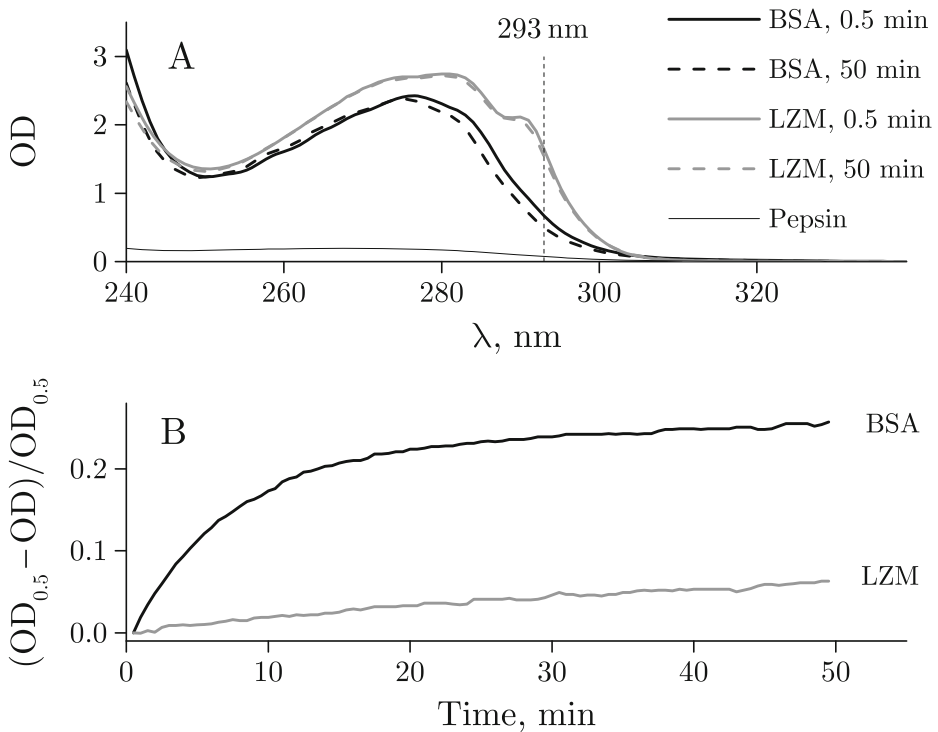 A
293 nm
BSA, 0.5 min
BSA, 50 min
LZM, 0.5 min
LZM, 50 min
Pepsin
OD
3
2
1
0
240 260 280 300 320
λ, nm
B
(OD0.5−OD)/OD0.5
0.2
0.1
0.0
BSA
LZM
0 10 20 30 40 50
Time, min